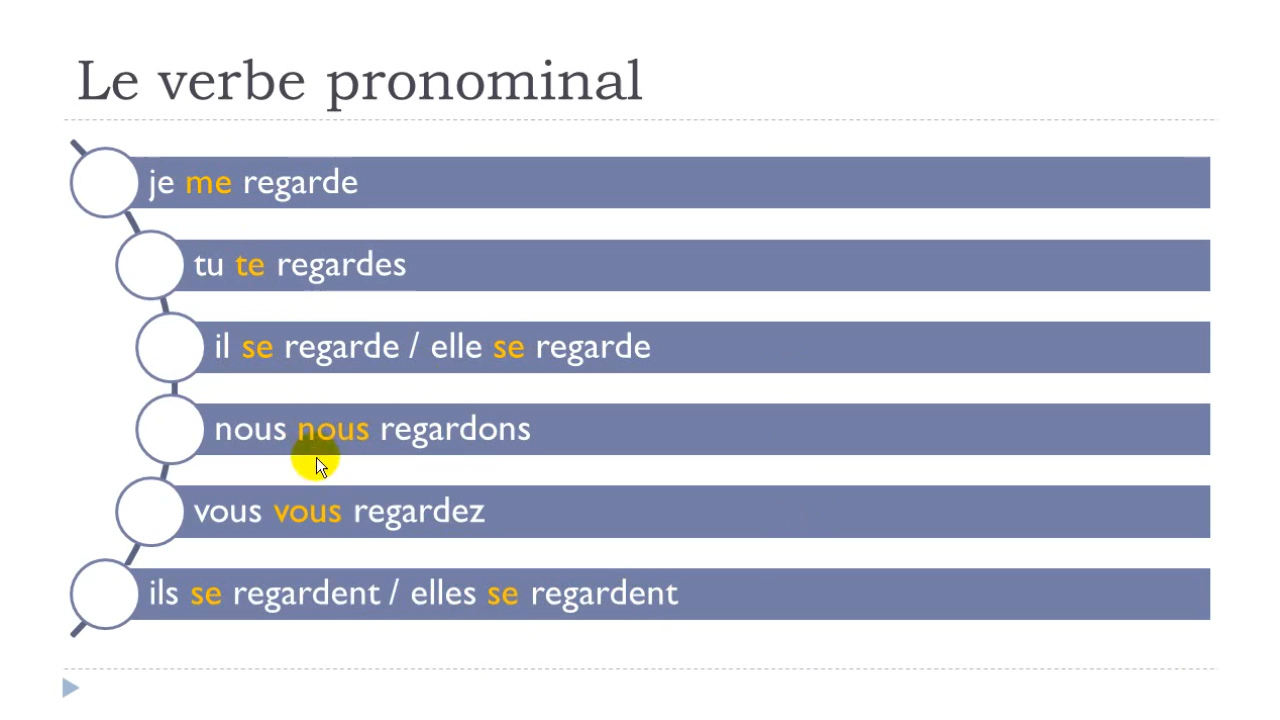 Le verbe pronominal
je me regarde
tu te regardes
il se regarde / elle se regarde
nous nous regardons
vous vous regardez
ils se regardent / elles se regardent